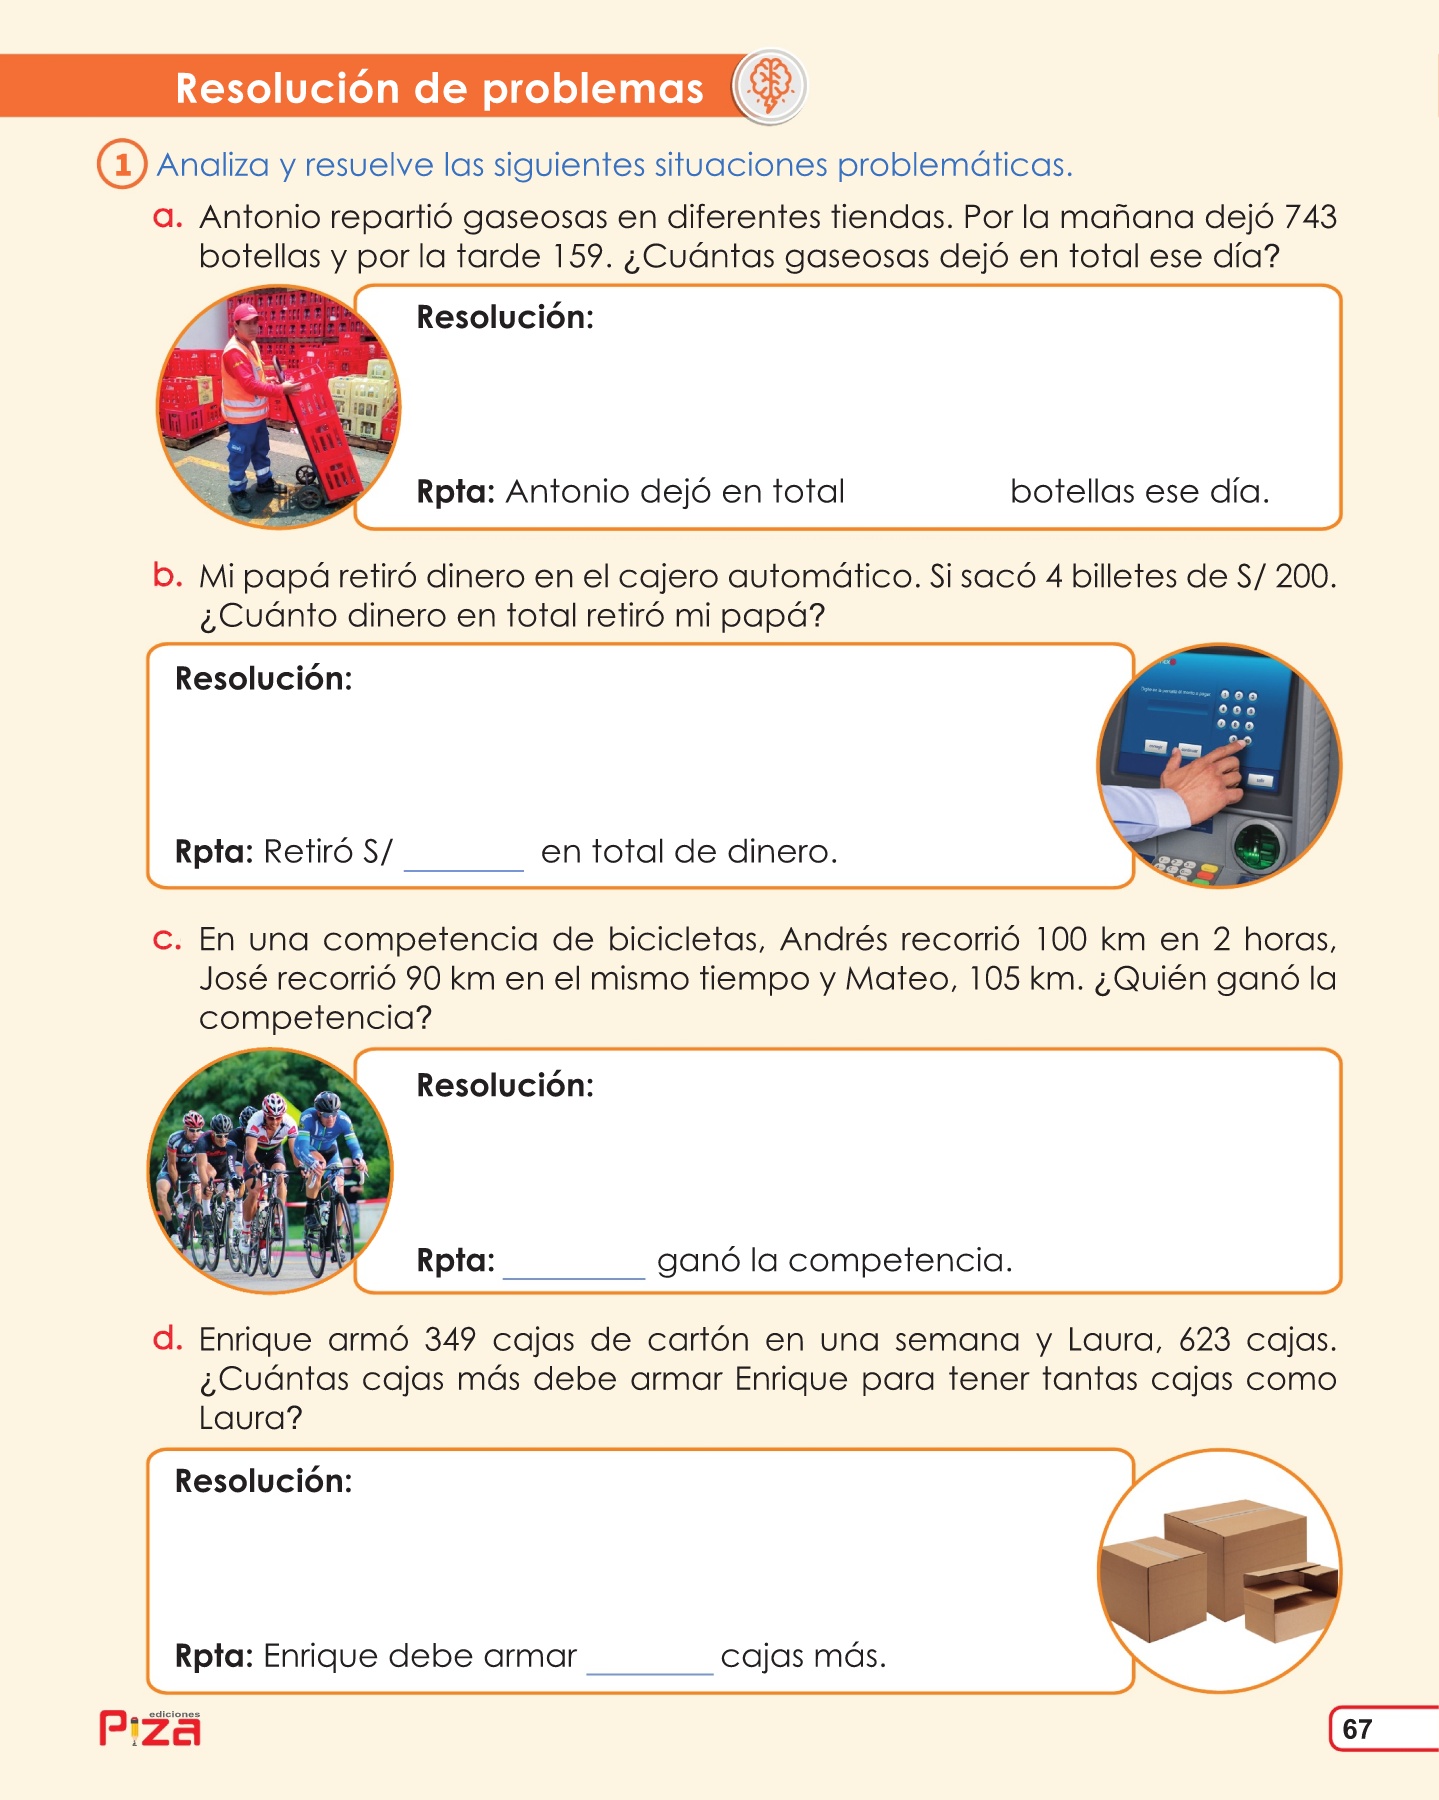 Resolución de problemas
1 Analiza y resuelve las siguientes situaciones problemáticas.
a. Antonio repartió gaseosas en diferentes tiendas. Por la mañana dejó 743
botellas y por la tarde 159. ¿Cuántas gaseosas dejó en total ese día?
Resolución:
Rpta: Antonio dejó en total botellas ese día.
b. Mi papá retiró dinero en el cajero automático. Si sacó 4 billetes de S/ 200.
¿Cuánto dinero en total retiró mi papá?
Resolución:
Rpta: Retiró S/ ________ en total de dinero.
c. En una competencia de bicicletas, Andrés recorrió 100 km en 2 horas,
José recorrió 90 km en el mismo tiempo y Mateo, 105 km. ¿Quién ganó la
competencia?
Resolución:
Rpta: ________ ganó la competencia.
d. Enrique armó 349 cajas de cartón en una semana y Laura, 623 cajas.
¿Cuántas cajas más debe armar Enrique para tener tantas cajas como
Laura?
Resolución:
Rpta: Enrique debe armar ________ cajas más.
ediciones
Piza
67